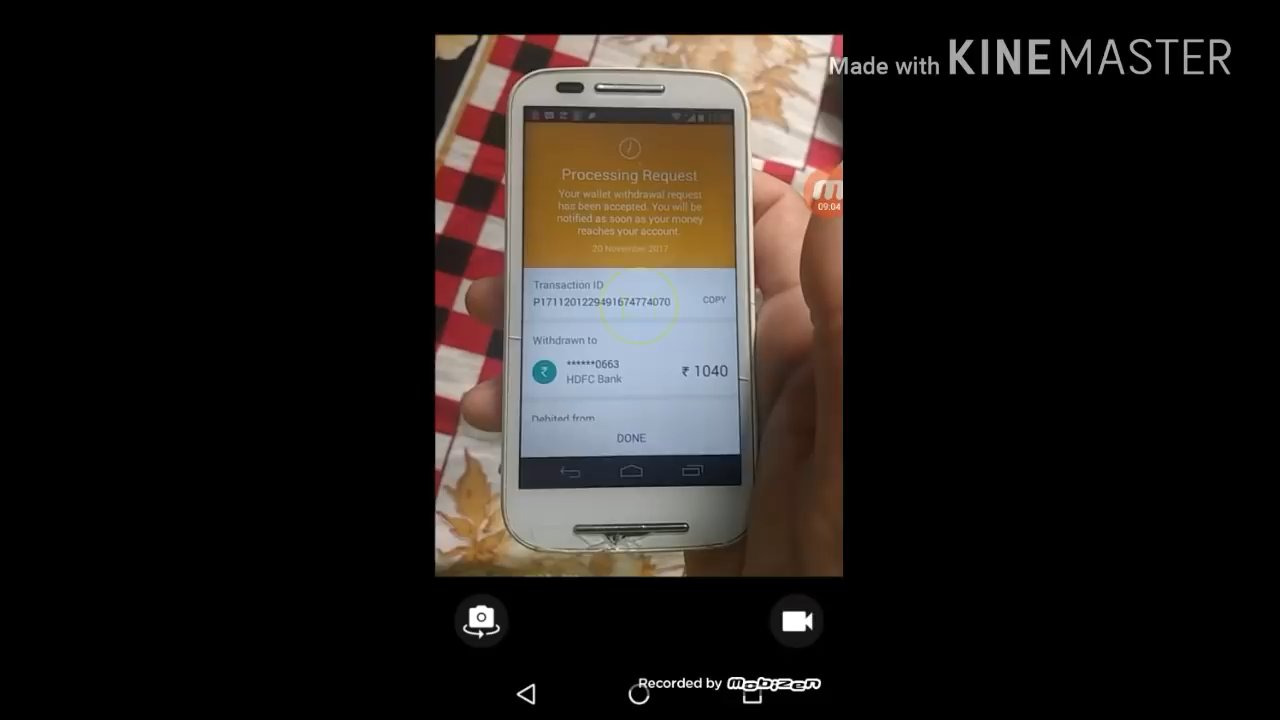 Made with KINEMASTER
Processing Request
Your wallet withdrawal request
has been accepted. You will be
notified as soon as your money
reaches your account.
20 November 2017
09:04
Transaction ID
P1711201229491674774070
COPY
Withdrawn to
******0663
₹ 1040
HDFC Bank
Debited from
DONE
Recorded by mobizen